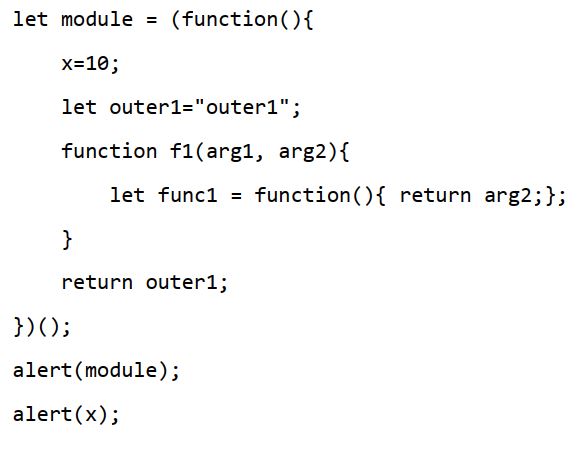 let module = (function(){
    x=10;
    let outer1="outer1";
    function f1(arg1, arg2){
        let func1 = function(){ return arg2;};
    }
    return outer1;
})();
alert(module);
alert(x);